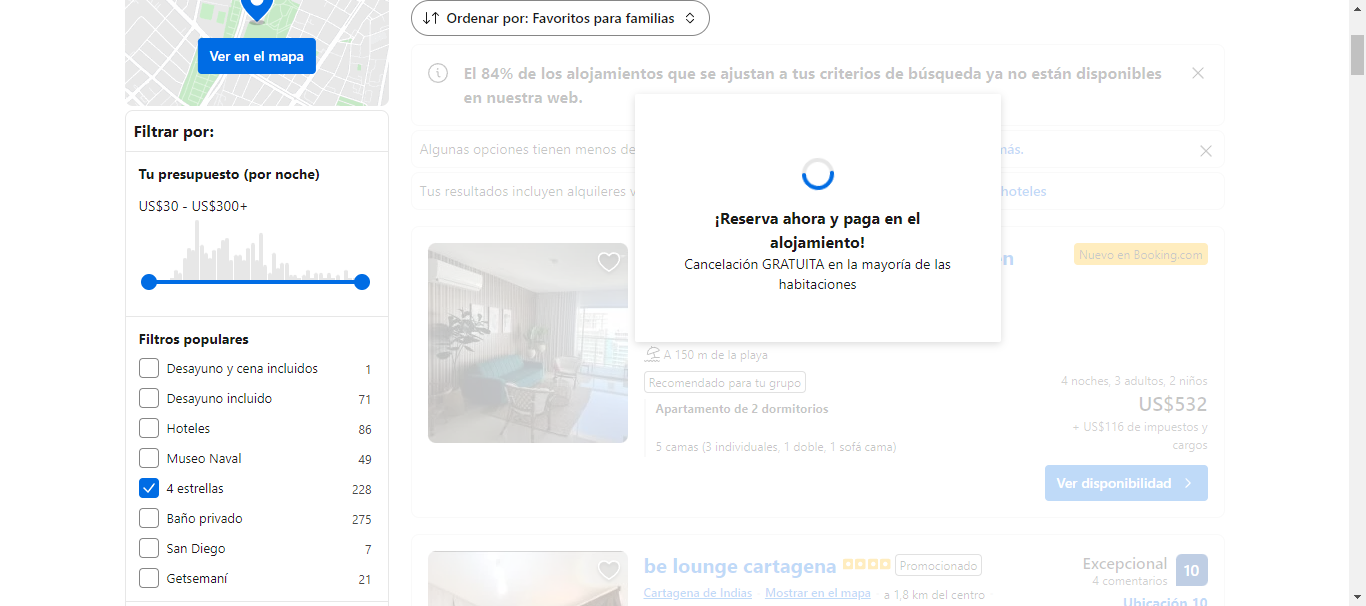 Ver en el mapa
Filtrar por:
Tu presupuesto (por noche)
US$30 - US$300+
Filtros populares
Desayuno y cena incluidos 1
Desayuno incluido 71
Hoteles 86
Museo Naval 49
4 estrellas 228
Baño privado 275
San Diego 7
Getsemaní 21
Ordenar por: Favoritos para familias
El 84% de los alojamientos que se ajustan a tus criterios de búsqueda ya no están disponibles
en nuestra web.
Algunas opciones tienen menos de
más.
Tus resultados incluyen alquileres
hoteles
¡Reserva ahora y paga en el
alojamiento!
Cancelación GRATUITA en la mayoría de las
habitaciones
Nuevo en Booking.com
A 150 m de la playa
Recomendado para tu grupo
Apartamento de 2 dormitorios
5 camas (3 individuales, 1 doble, 1 sofá cama)
4 noches, 3 adultos, 2 niños
US$532
+ US$116 de impuestos y
cargos
Ver disponibilidad
be lounge cartagena Promocionado
Cartagena de Indias Mostrar en el mapa a 1,8 km del centro
Excepcional 10
4 comentarios
Ubicación 10